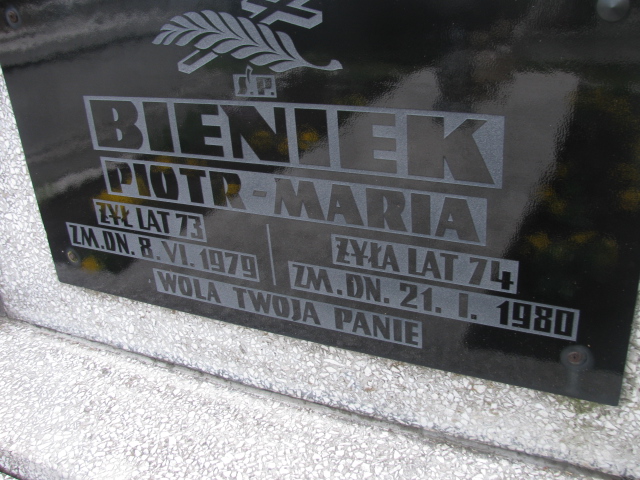 Ś.P.
BIENIEK
PIOTR-MARIA
ŻYŁ LAT 73
ZM.DN. 8. VI. 1979
ŻYŁA LAT 74
ZM.DN. 21. I. 1980
WOLA TWOJA PANIE